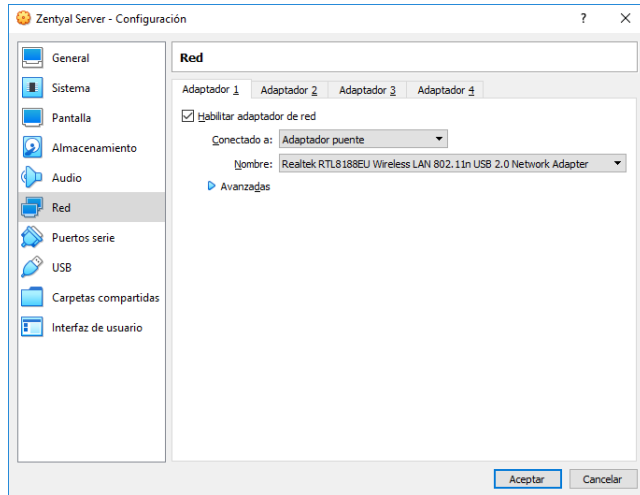 Zentyal Server - Configuración
?
General
Sistema
Pantalla
Almacenamiento
Audio
Red
Puertos serie
USB
Carpetas compartidas
Interfaz de usuario
Red
Adaptador 1 Adaptador 2 Adaptador 3 Adaptador 4
Habilitar adaptador de red
Conectado a: Adaptador puente
Nombre: Realtek RTL8188EU Wireless LAN 802.11n USB 2.0 Network Adapter
Avanzadas
Aceptar Cancelar